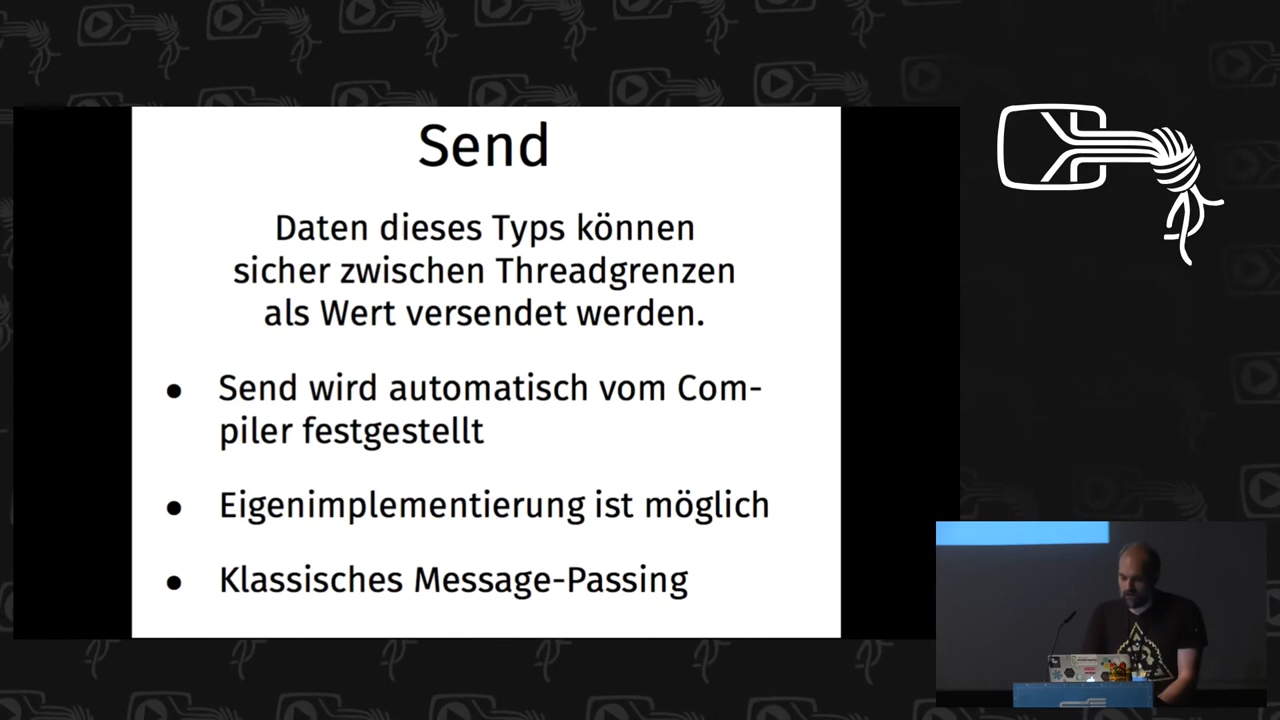 Send
Daten dieses Typs können
sicher zwischen Threadgrenzen
als Wert versendet werden.
● Send wird automatisch vom Com-
piler festgestellt
● Eigenimplementierung ist möglich
● Klassisches Message-Passing